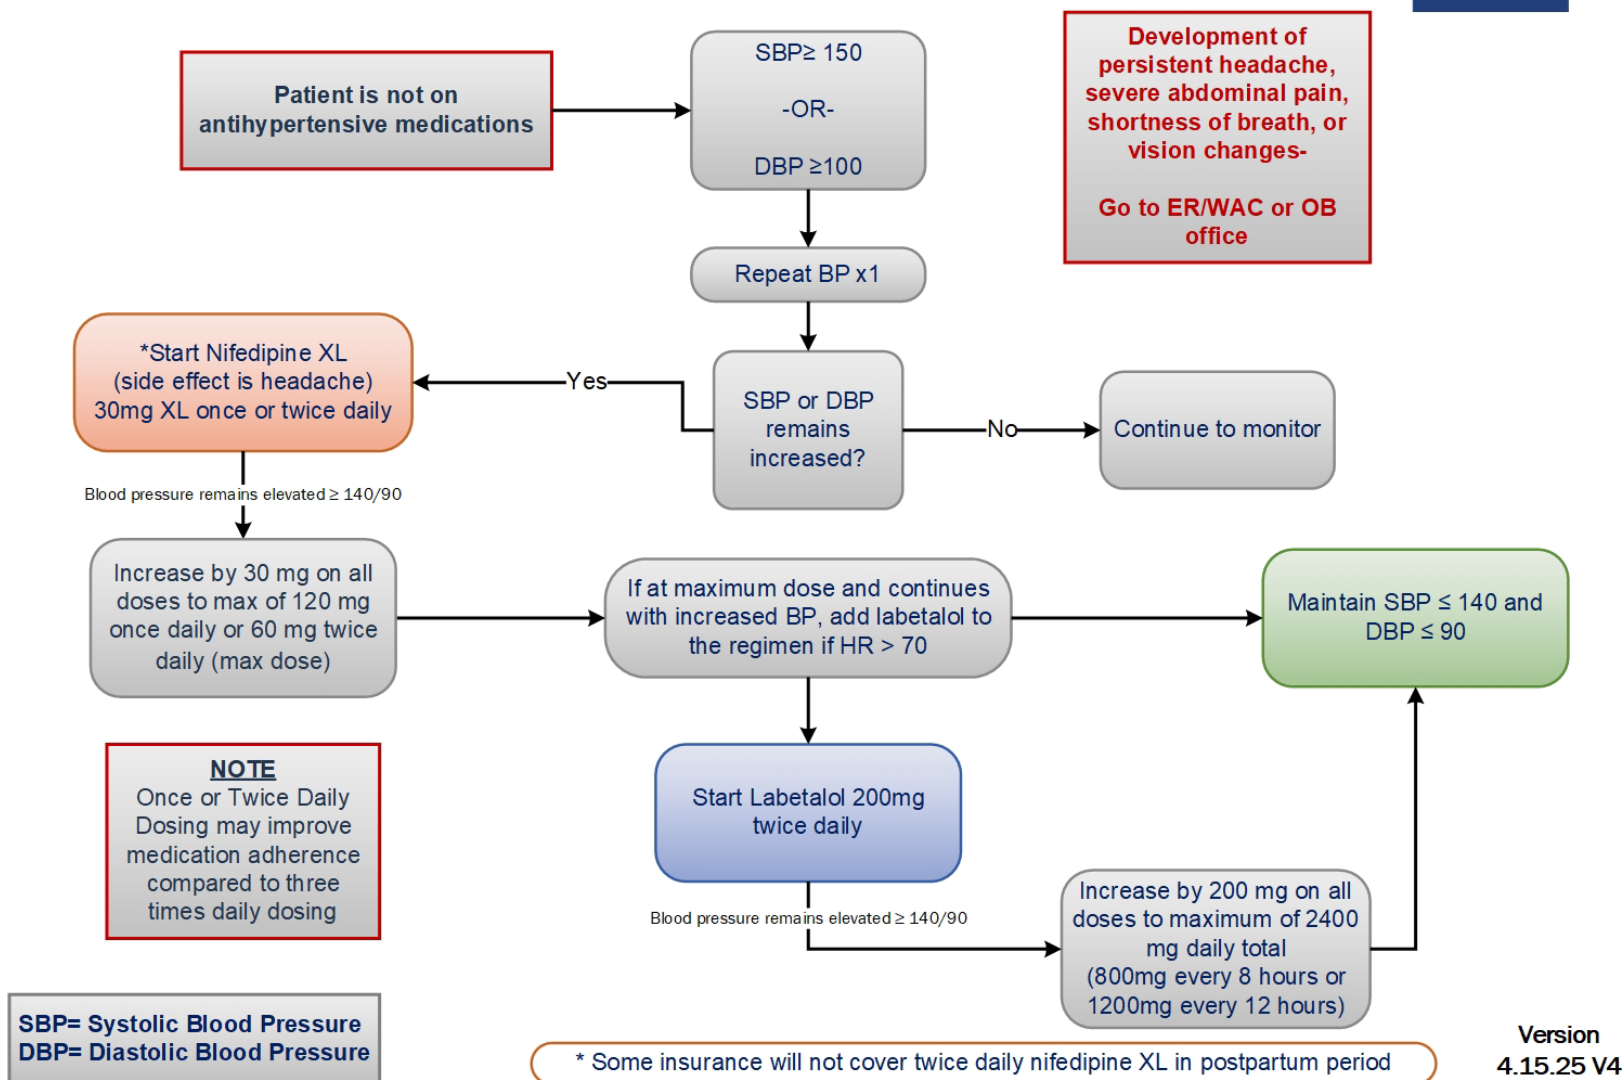 Patient is not on
antihypertensive medications
SBP≥ 150
-OR-
DBP ≥100
Development of
persistent headache,
severe abdominal pain,
shortness of breath, or
vision changes-
Go to ER/WAC or OB
office
Repeat BP x1
*Start Nifedipine XL
(side effect is headache)
30mg XL once or twice daily
Yes
SBP or DBP
remains
increased?
No
Continue to monitor
Blood pressure remains elevated ≥ 140/90
Increase by 30 mg on all
doses to max of 120 mg
once daily or 60 mg twice
daily (max dose)
If at maximum dose and continues
with increased BP, add labetalol to
the regimen if HR > 70
Maintain SBP ≤ 140 and
DBP ≤ 90
NOTE
Once or Twice Daily
Dosing may improve
medication adherence
compared to three
times daily dosing
Start Labetalol 200mg
twice daily
Blood pressure remains elevated ≥ 140/90
Increase by 200 mg on all
doses to maximum of 2400
mg daily total
(800mg every 8 hours or
1200mg every 12 hours)
SBP= Systolic Blood Pressure
DBP= Diastolic Blood Pressure
* Some insurance will not cover twice daily nifedipine XL in postpartum period
Version
4.15.25 V4